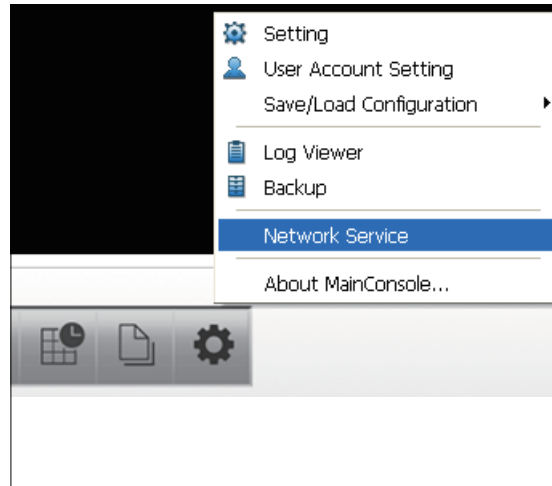 Setting
User Account Setting
Save/Load Configuration
Log Viewer
Backup
Network Service
About MainConsole...